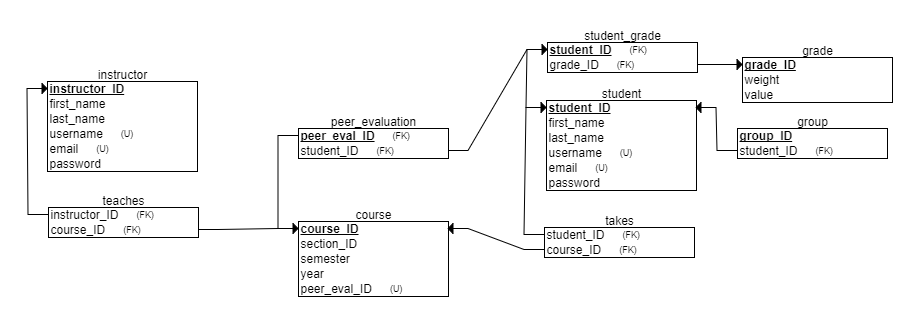 instructor
instructor_ID
first_name
last_name
username (U)
email (U)
password
teaches
instructor_ID (FK)
course_ID (FK)
peer_evaluation
peer_eval_ID (FK)
student_ID (FK)
course
course_ID
section_ID
semester
year
peer_eval_ID (U)
student_grade
student_ID (FK)
grade_ID (FK)
student
student_ID
first_name
last_name
username (U)
email (U)
password
takes
student_ID (FK)
course_ID (FK)
grade
grade_ID
weight
value
group
group_ID
student_ID (FK)